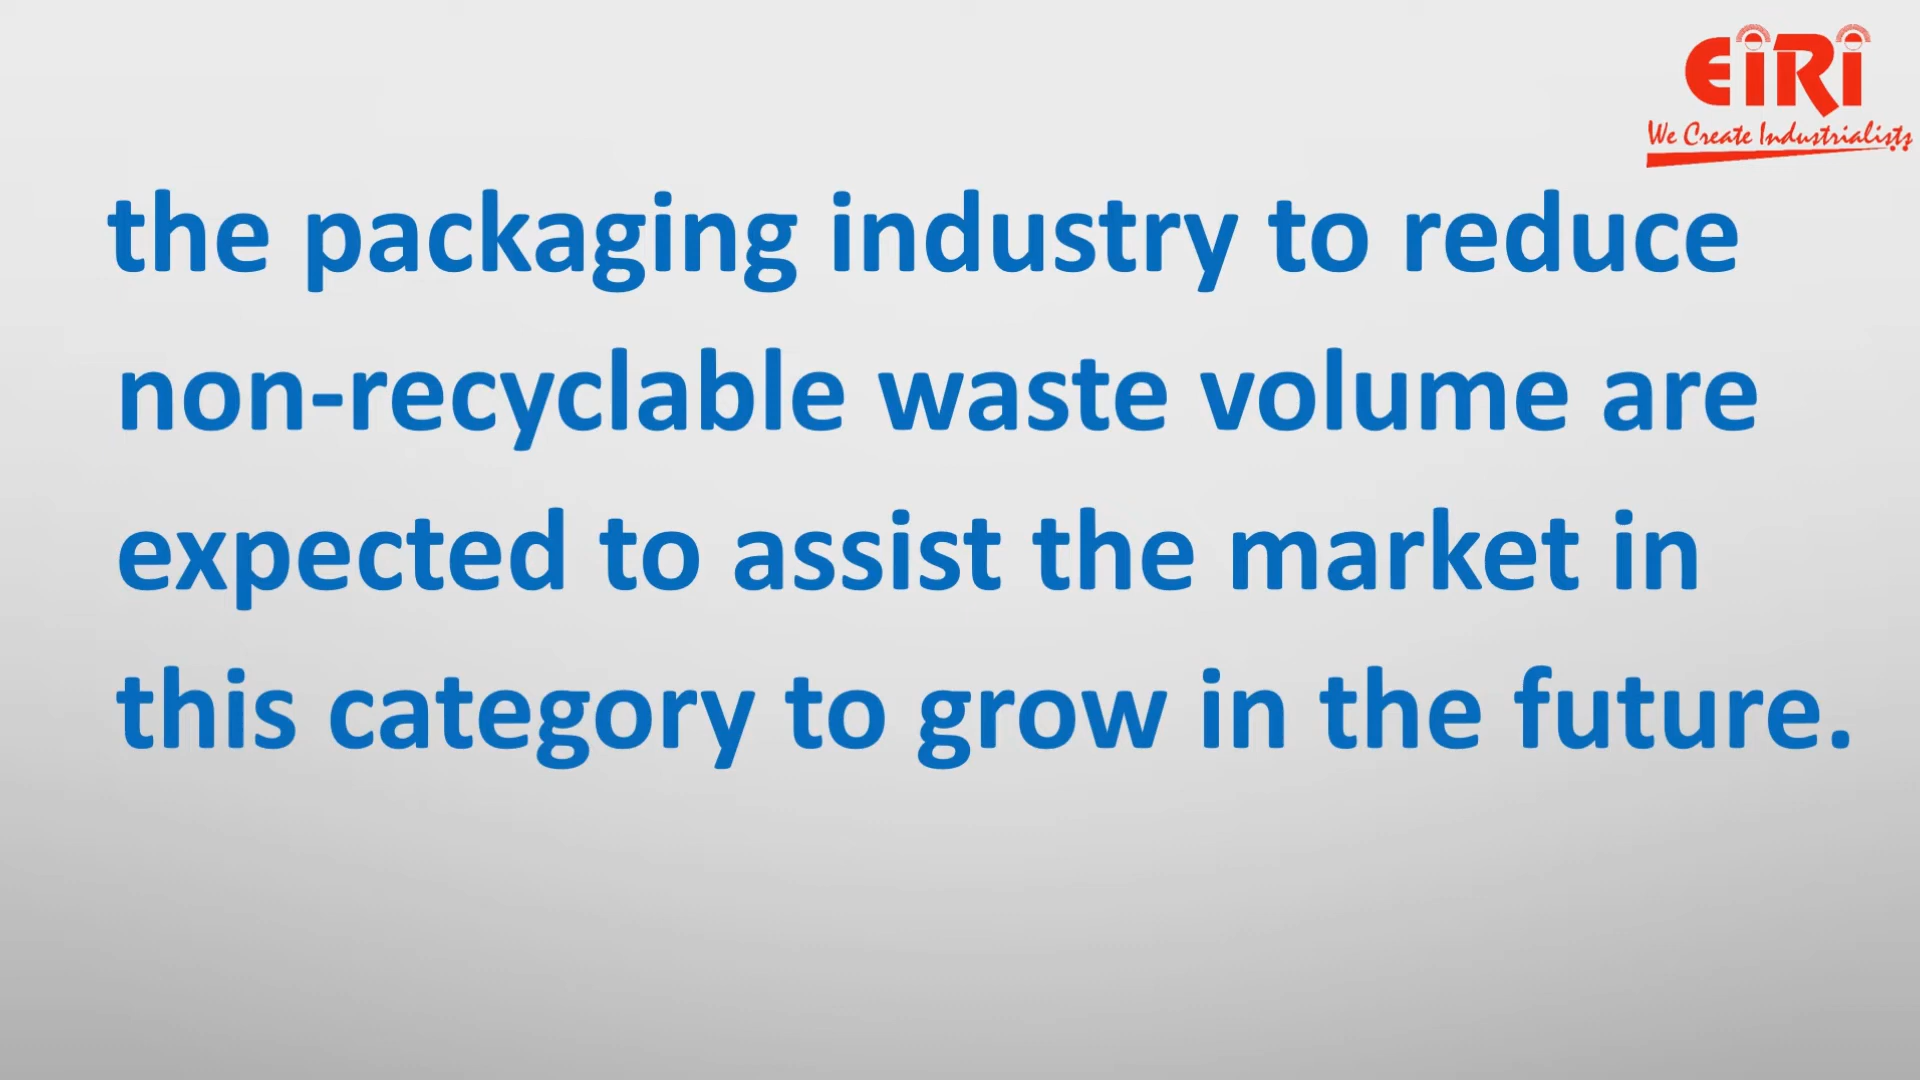 EiRi
We Create Industrialists
the packaging industry to reduce
non-recyclable waste volume are
expected to assist the market in
this category to grow in the future.